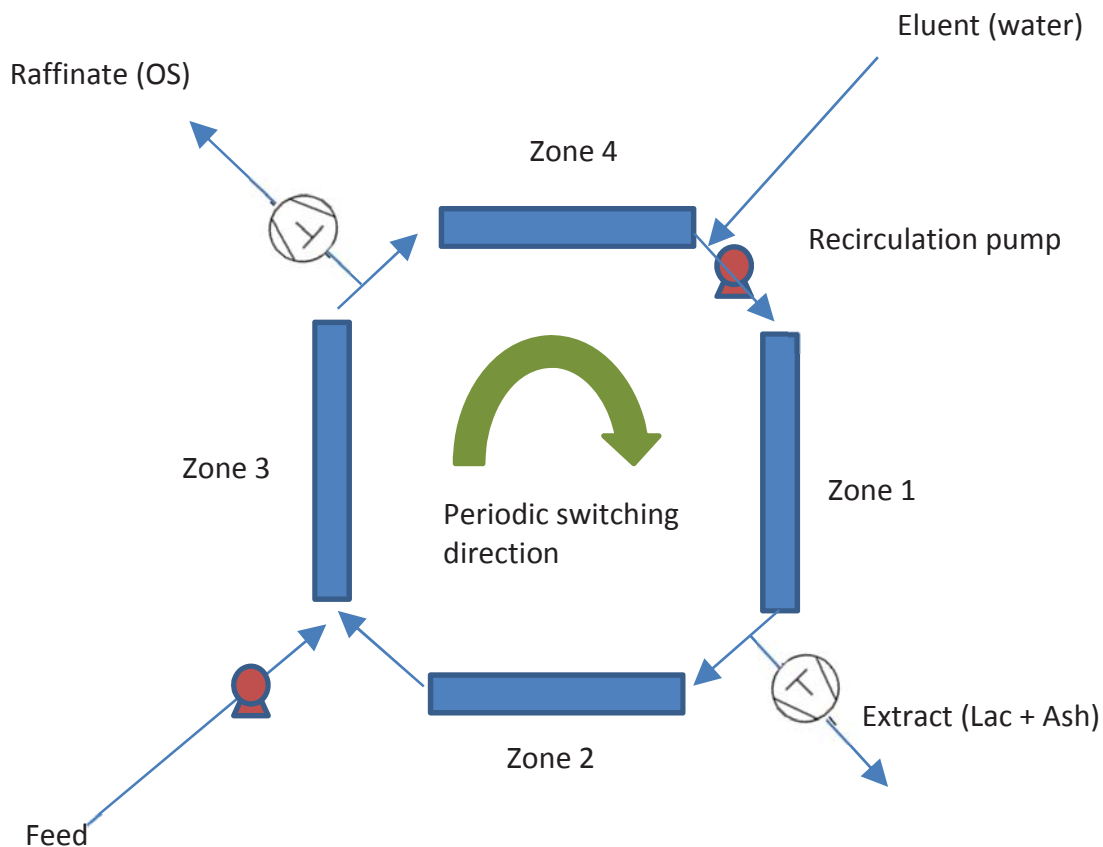 Eluent (water)
Raffinate (OS)
Zone 4
Recirculation pump
Zone 3
Zone 1
Periodic switching
direction
Extract (Lac + Ash)
Zone 2
Feed